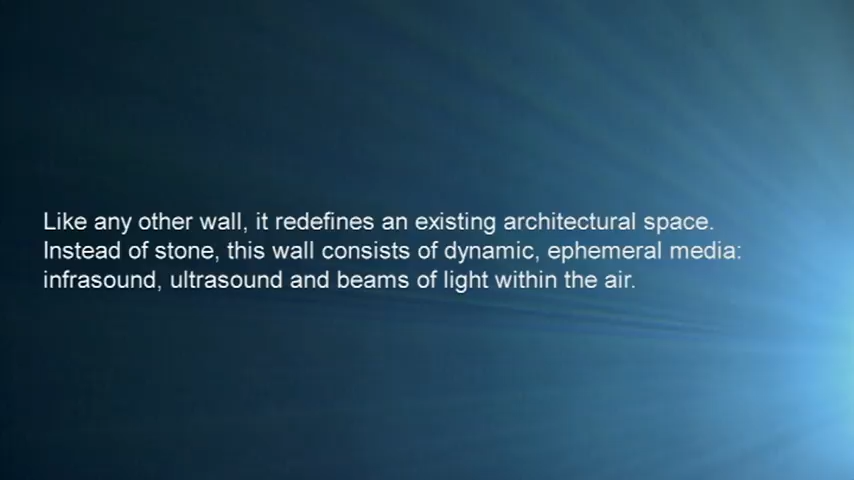 Like any other wall, it redefines an existing architectural space.
Instead of stone, this wall consists of dynamic, ephemeral media:
infrasound, ultrasound and beams of light within the air.